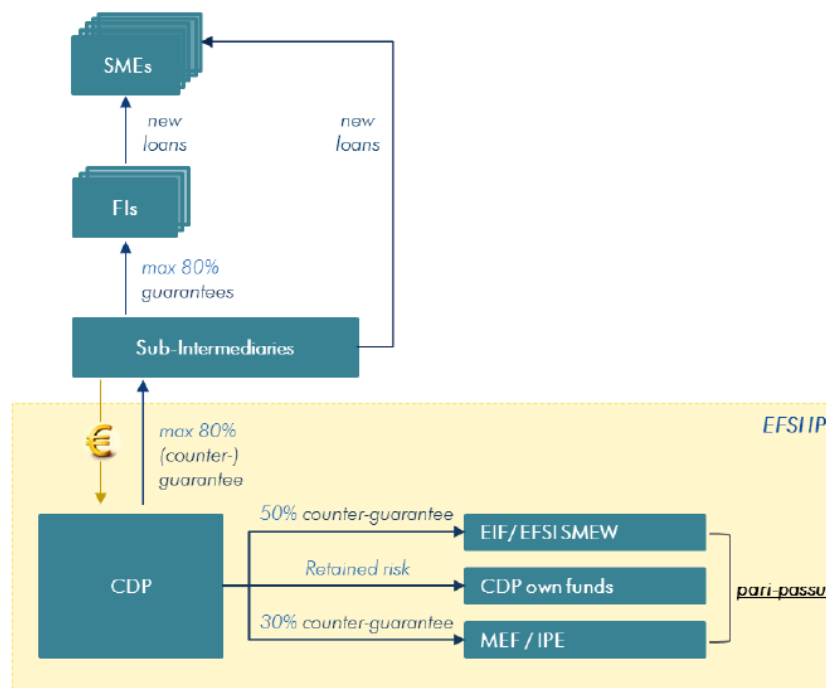 SMEs
new
loans
new
loans
FIs
max 80%
guarantees
Sub-Intermediaries
€
max 80%
(counter-)
guarantee
EFSI IP
CDP
50% counter-guarantee
EIF/ EFSI SMEW
Retained risk
CDP own funds
pari-passu
30% counter-guarantee
MEF / IPE